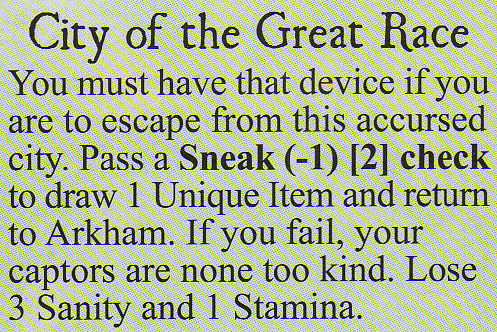 City of the Great Race
You must have that device if you
are to escape from this accursed
city. Pass a Sneak (-1) [2] check
to draw 1 Unique Item and return
to Arkham. If you fail, your
captors are none too kind. Lose
3 Sanity and 1 Stamina.